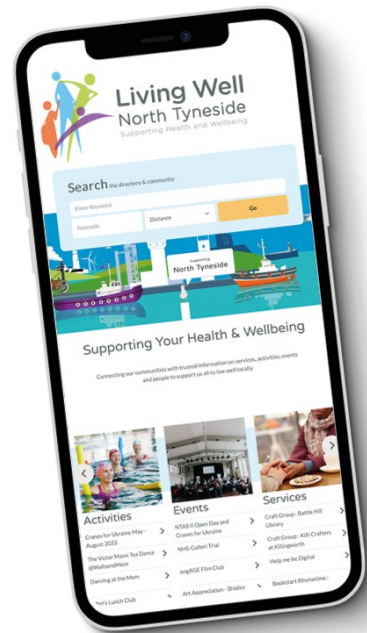 Living Well
North Tyneside
Supporting Health and Wellbeing
Search the directory & community
Enter Keyword
Postcode
Distance
Go
Supporting
North Tyneside
Supporting Your Health & Wellbeing
Connecting our communities with trusted information on services, activities, events
and people to support us all to live well locally.
Activities
Cranes for Ukraine May -
August 2022
The Victor Mann Tea Dance
@WallsendMem
Dancing at the Mem
Lunch Club
Events
NTAS II Open Day and
Cranes for Ukraine
NHS-Galleri Trial
engAGE Film Club
Art Appreciation - Shipley
Services
Craft Group: Battle Hill
Library
Craft Group : Kill Crafters
at Killingworth
Help me be Digital
Bookstart Rhymetime :